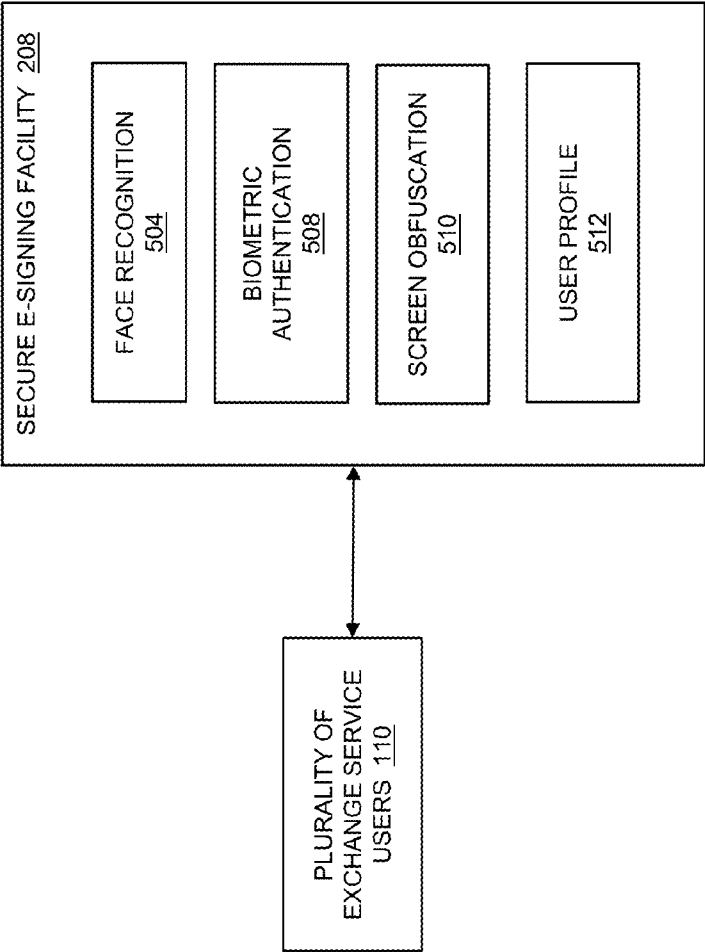 SECURE E-SIGNING FACILITY 208
FACE RECOGNITION
504
BIOMETRIC
AUTHENTICATION
508
SCREEN OBFUSCATION
510
USER PROFILE
512
PLURALITY OF
EXCHANGE SERVICE
USERS 110